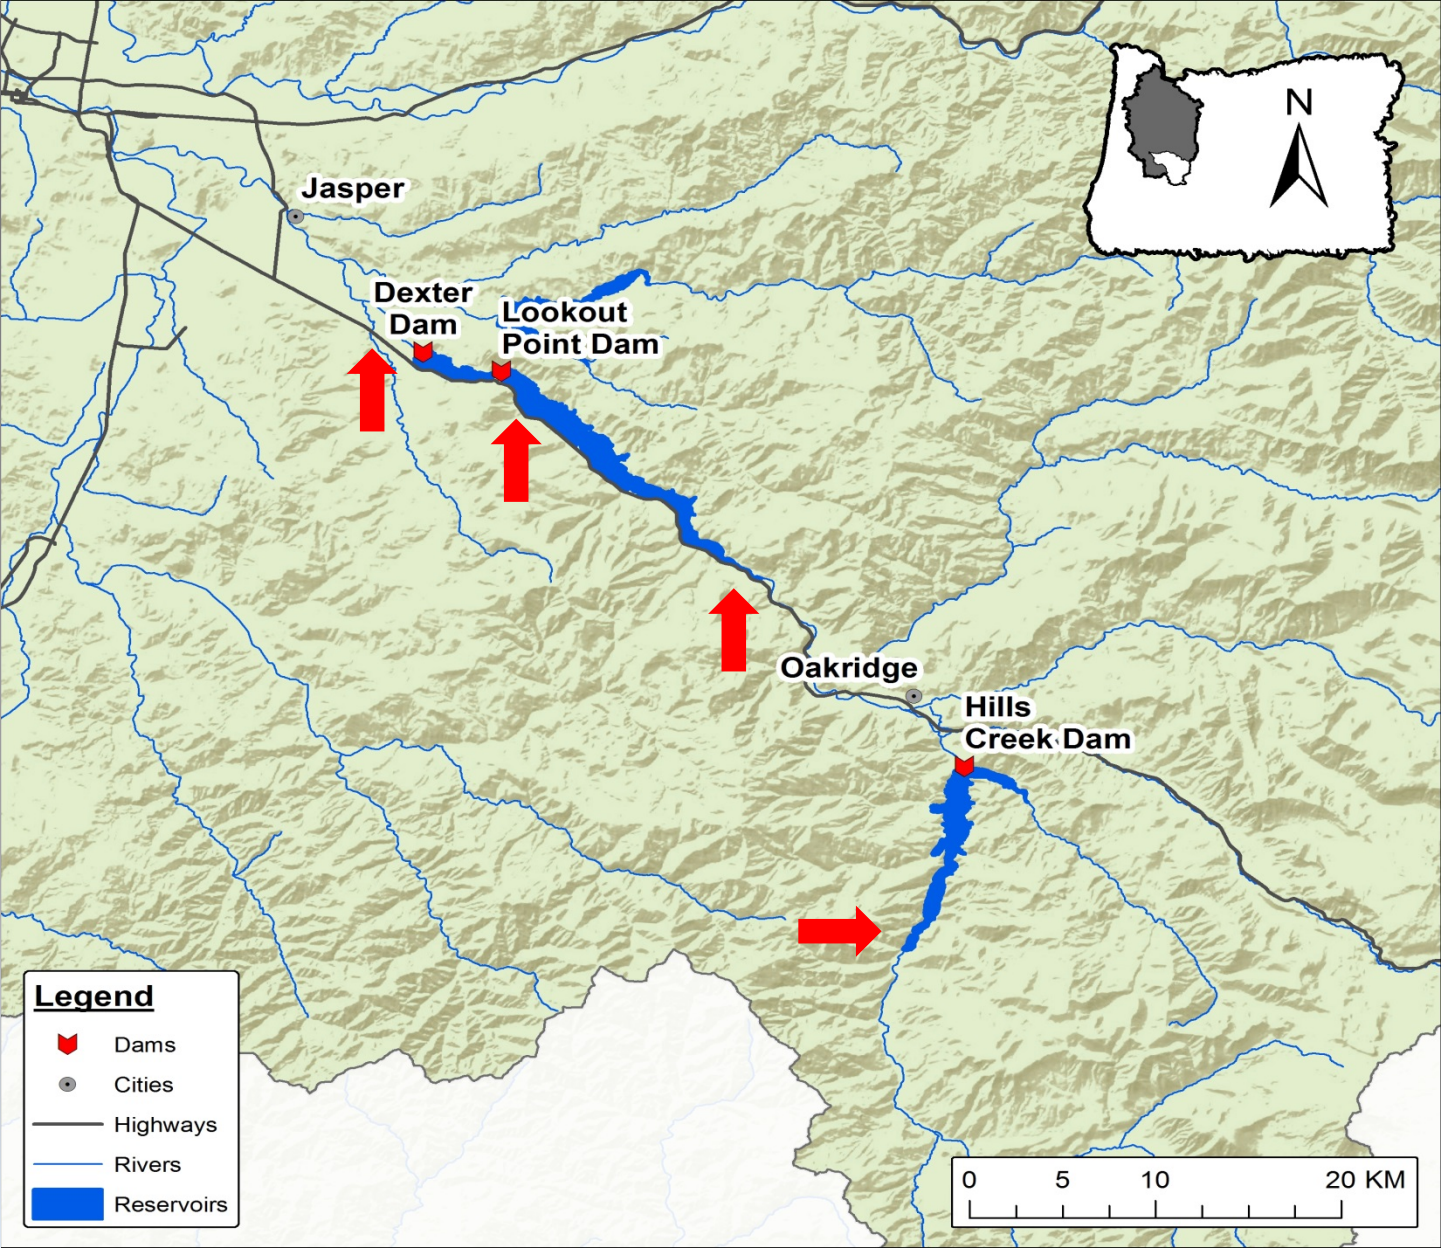 N
Jasper
Dexter
Dam
Lookout
Point Dam
Oakridge
Hills
Creek Dam
Legend
Dams
Cities
Highways
Rivers
Reservoirs
0 5 10 20 KM